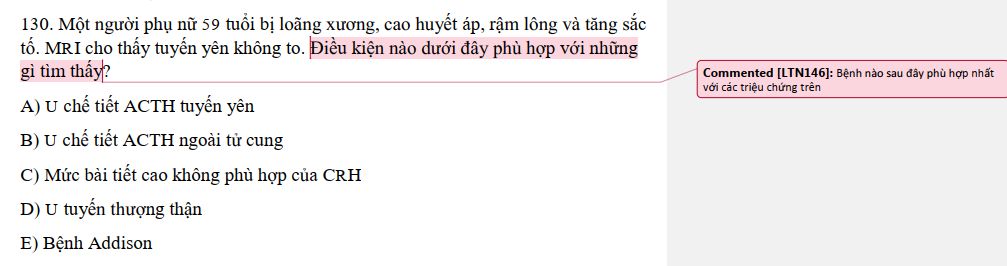 130. Một người phụ nữ 59 tuổi bị loãng xương, cao huyết áp, rậm lông và tăng sắc
tố. MRI cho thấy tuyến yên không to. Điều kiện nào dưới đây phù hợp với những
gì tìm thấy?
Commented [LTN146]: Bệnh nào sau đây phù hợp nhất
với các triệu chứng trên
A) U chế tiết ACTH tuyến yên
B) U chế tiết ACTH ngoài tử cung
C) Mức bài tiết cao không phù hợp của CRH
D) U tuyến thượng thận
E) Bệnh Addison